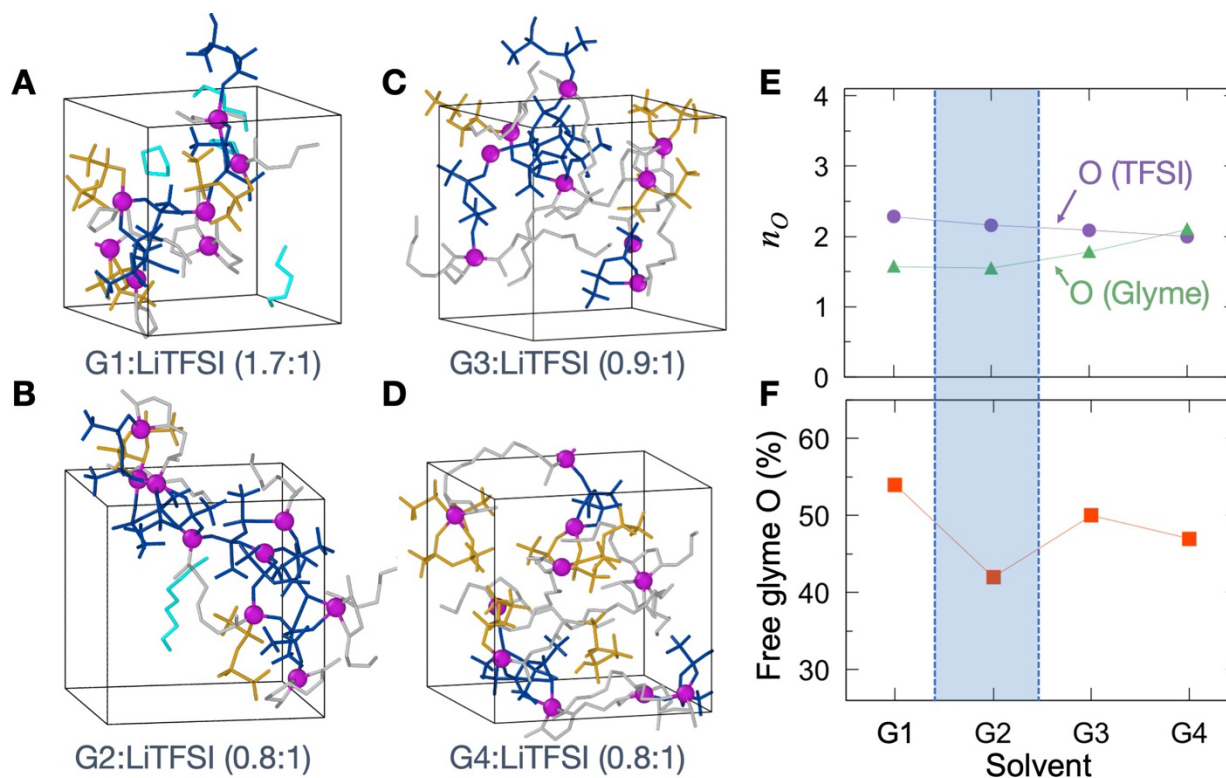 A
G1:LiTFSI (1.7:1)
B
G2:LiTFSI (0.8:1)
C
G3:LiTFSI (0.9:1)
D
G4:LiTFSI (0.8:1)
E
4
3
2
1
0
n_O
O (TFSI)
O (Glyme)
F
60
50
40
30
Free glyme O (%)
G1 G2 G3 G4
Solvent